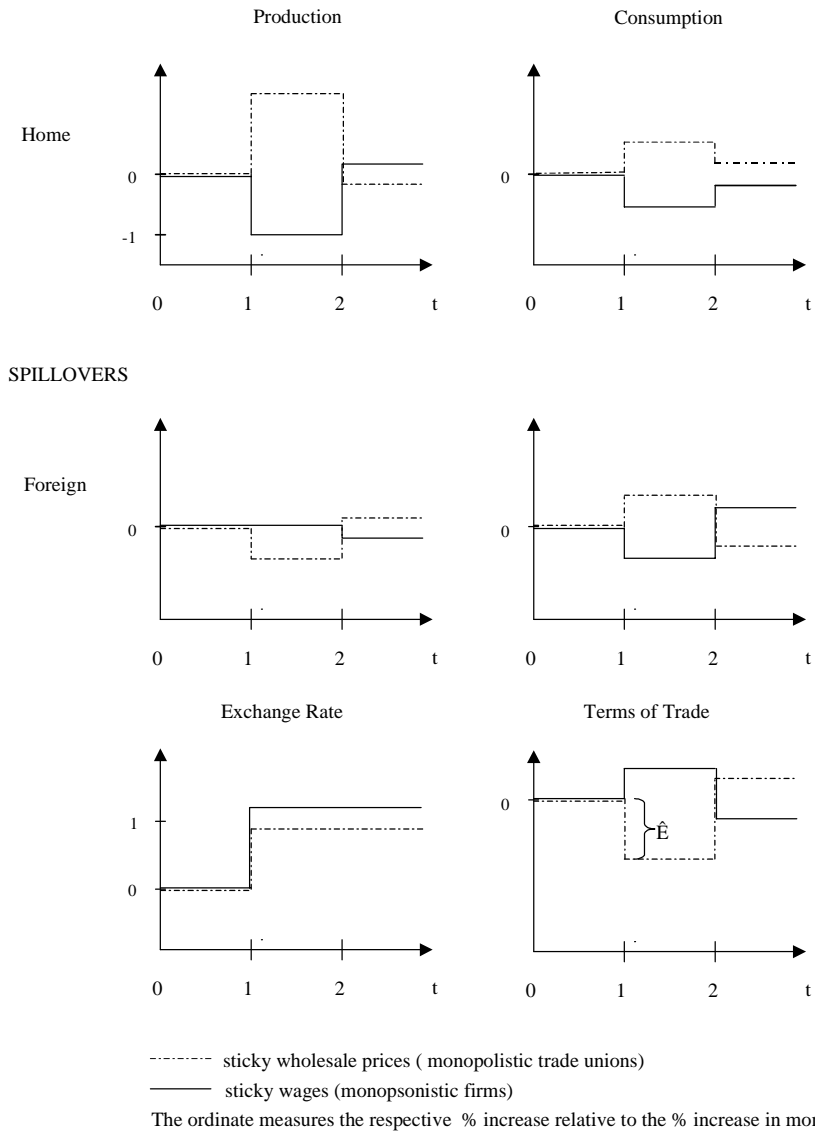 Production
Consumption
Home
0
-1
0
0 1 2 t
0 1 2 t
SPILLOVERS
Foreign
0
0
0 1 2 t
0 1 2 t
Exchange Rate
Terms of Trade
1
0
0
Ê
0 1 2 t
0 1 2 t
sticky wholesale prices ( monopolistic trade unions)
sticky wages (monopsonistic firms)
The ordinate measures the respective % increase relative to the % increase in